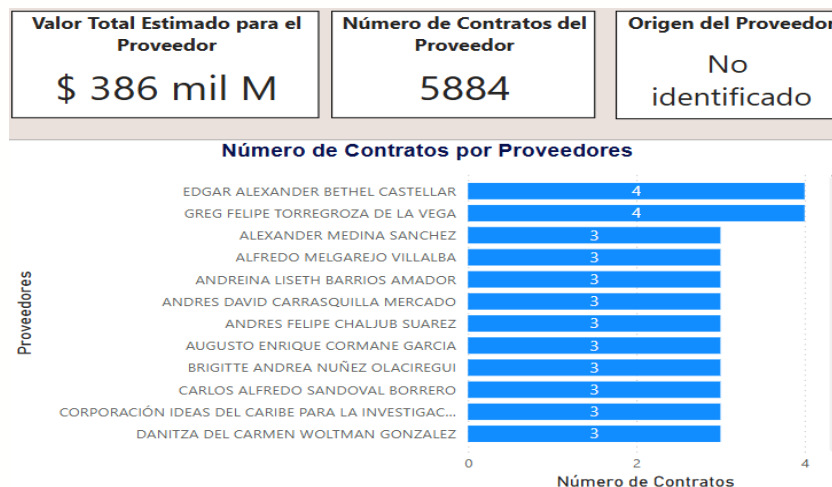 Valor Total Estimado para el
Proveedor
$ 386 mil M
Número de Contratos del
Proveedor
5884
Origen del Proveedor
No
identificado
Número de Contratos por Proveedores
Proveedores
EDGAR ALEXANDER BETHEL CASTELLAR 4
GREG FELIPE TORREGROZA DE LA VEGA 4
ALEXANDER MEDINA SANCHEZ 3
ALFREDO MELGAREJO VILLALBA 3
ANDREINA LISETH BARRIOS AMADOR 3
ANDRES DAVID CARRASQUILLA MERCADO 3
ANDRES FELIPE CHALJUB SUAREZ 3
AUGUSTO ENRIQUE CORMANE GARCIA 3
BRIGITTE ANDREA NUÑEZ OLACIREGUI 3
CARLOS ALFREDO SANDOVAL BORRERO 3
CORPORACIÓN IDEAS DEL CARIBE PARA LA INVESTIGAC... 3
DANITZA DEL CARMEN WOLTMAN GONZALEZ 3
0 2 4
Número de Contratos